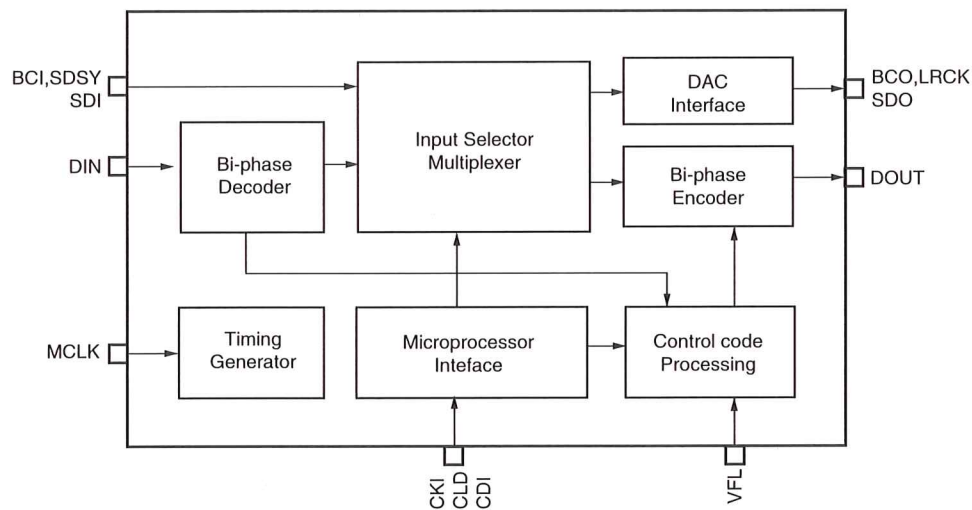 BCI,SDSY
SDI
DAC
Interface
BCO,LRCK
SDO
Input Selector
Multiplexer
DIN
Bi-phase
Decoder
Bi-phase
Encoder
DOUT
MCLK
Timing
Generator
Microprocessor
Inteface
Control code
Processing
CKI
CLD
CDI
VFL